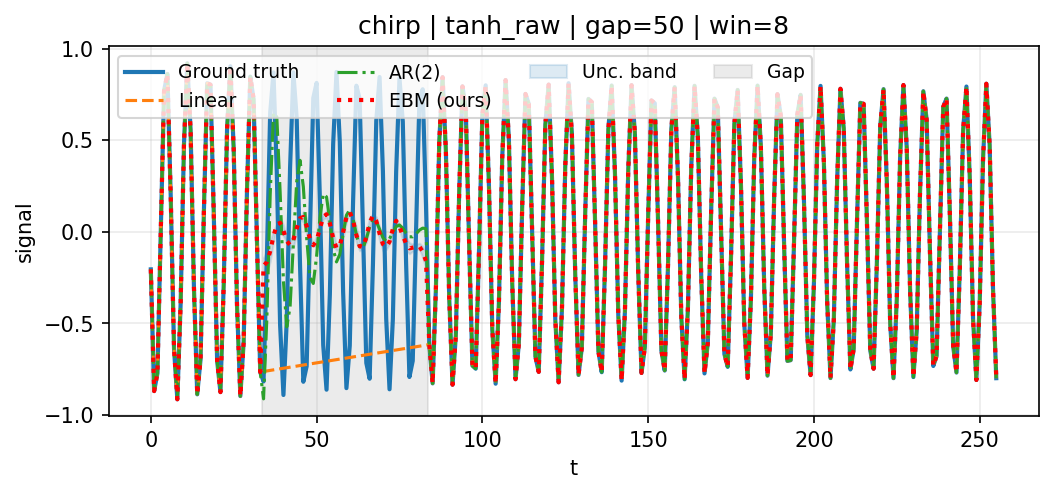 chirp | tanh_raw | gap=50 | win=8
Ground truth
Linear
AR(2)
EBM (ours)
Unc. band
Gap
signal
1.0
0.5
0.0
−0.5
−1.0
0 50 100 150 200 250
t